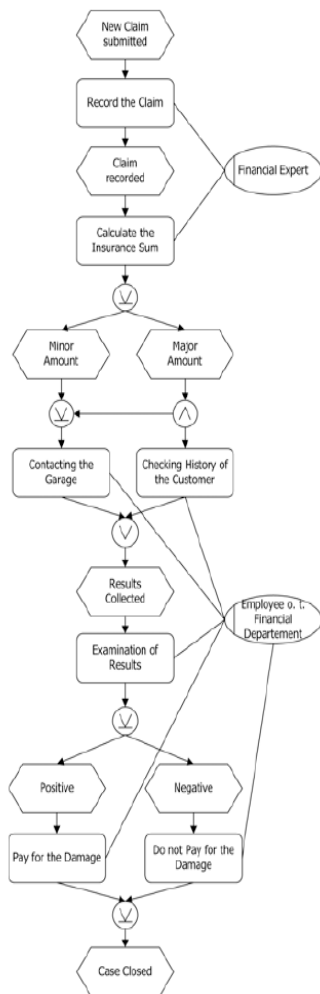 New Claim
submitted
Record the Claim
Claim
recorded
Financial Expert
Calculate the
Insurance Sum
Minor
Amount
Major
Amount
Contacting the
Garage
Checking History of
the Customer
Results
Collected
Employee o. t.
Financial
Departement
Examination of
Results
Positive
Negative
Pay for the Damage
Do not Pay for the
Damage
Case Closed